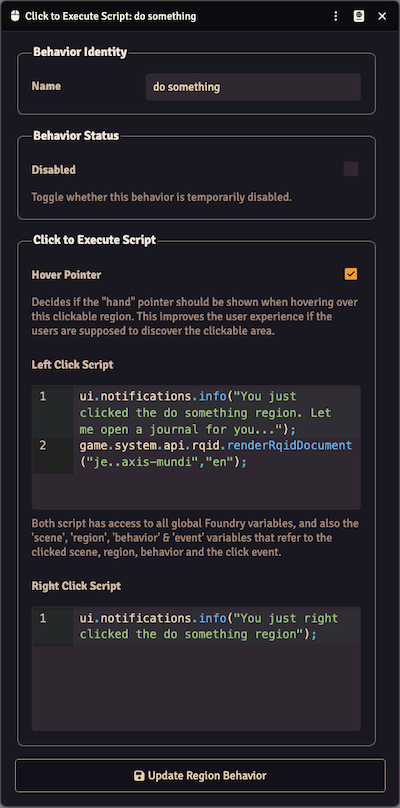 Click to Execute Script: do something
Behavior Identity
Name
do something
Behavior Status
Disabled
Toggle whether this behavior is temporarily disabled.
Click to Execute Script
Hover Pointer
Decides if the "hand" pointer should be shown when hovering over
this clickable region. This improves the user experience if the
users are supposed to discover the clickable area.
Left Click Script
1 ui.notifications.info("You just
clicked the do something region. Let
me open a journal for you...");
2 game.system.api.rqid.renderRqidDocument
("je..axis-mundi","en");
Both script has access to all global Foundry variables, and also the
'scene', 'region', 'behavior' & 'event' variables that refer to the
clicked scene, region, behavior and the click event.
Right Click Script
1 ui.notifications.info("You just right
clicked the do something region");
Update Region Behavior